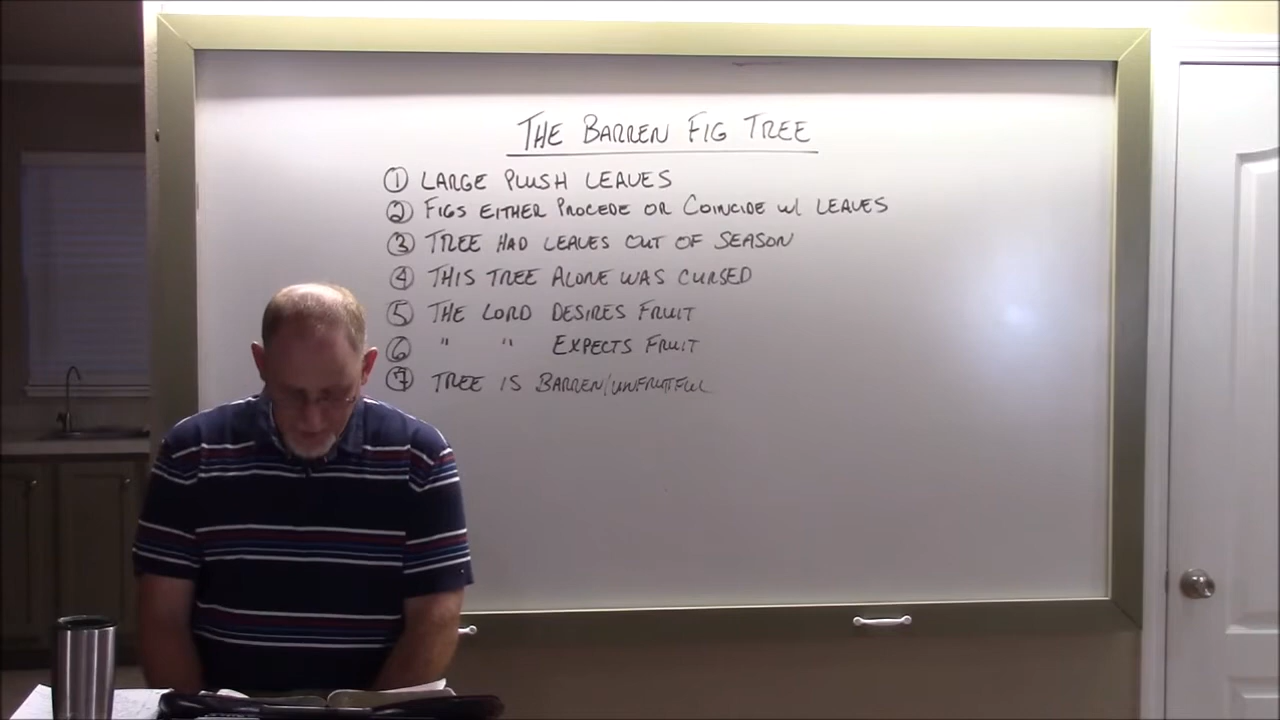 THE BARREN FIG TREE
① LARGE PLUSH LEAVES
② FIGS EITHER PROCEDE OR COINCIDE W/ LEAVES
③ TREE HAD LEAVES OUT OF SEASON
④ THIS TREE ALONE WAS CURSED
⑤ THE LORD DESIRES FRUIT
⑥ " " EXPECTS FRUIT
⑦ TREE IS BARREN/UNFRUTFUL